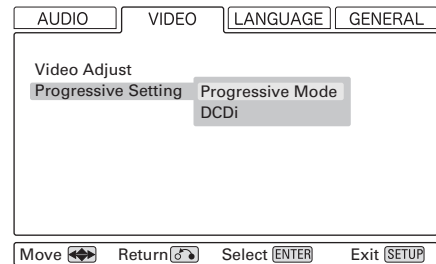 AUDIO VIDEO LANGUAGE GENERAL
Video Adjust
Progressive Setting Progressive Mode
DCDi
Move Return Select ENTER Exit SETUP